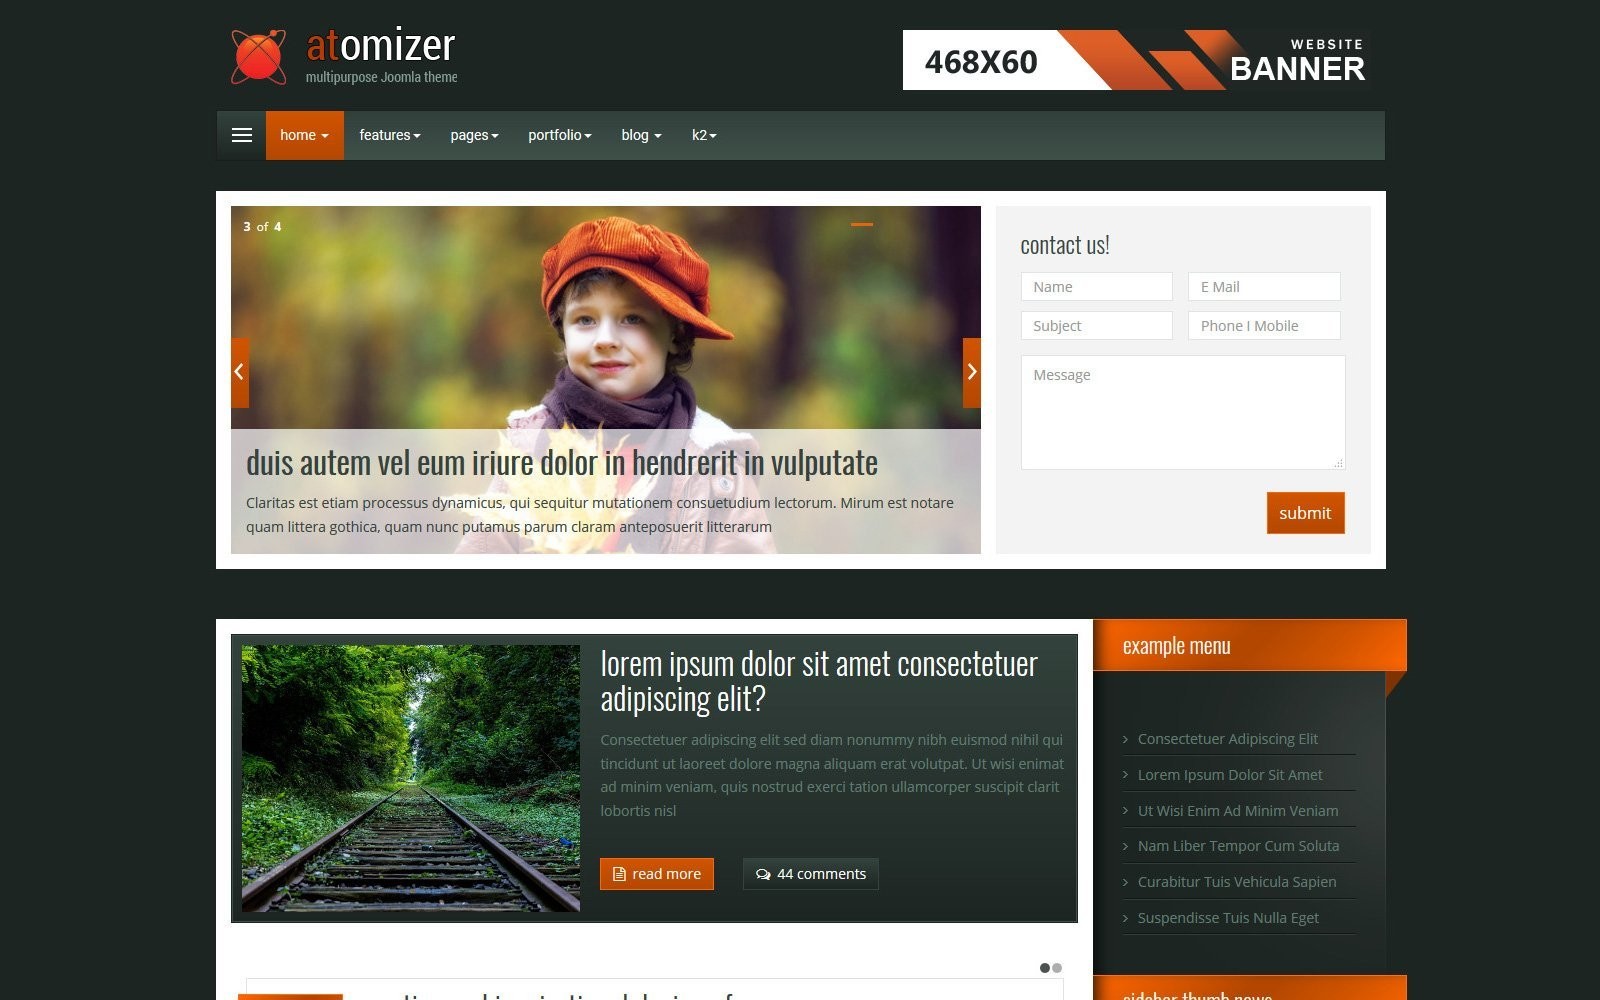 atomizer
multipurpose Joomla theme
468X60
WEBSITE
BANNER
home
features
pages
portfolio
blog
k2
3 of 4
duis autem vel eum iriure dolor in hendrerit in vulputate
Claritas est etiam processus dynamicus, qui sequitur mutationem consuetudium lectorum. Mirum est notare
quam littera gothica, quam nunc putamus parum claram anteposuerit litterarum
contact us!
Name
E Mail
Subject
Phone I Mobile
Message
submit
lorem ipsum dolor sit amet consectetuer
adipiscing elit?
Consectetuer adipiscing elit sed diam nonummy nibh euismod nihil qui
tincidunt ut laoreet dolore magna aliquam erat volutpat. Ut wisi enimat
ad minim veniam, quis nostrud exerci tation ullamcorper suscipit clarit
lobortis nisl
read more
44 comments
example menu
Consectetuer Adipiscing Elit
Lorem Ipsum Dolor Sit Amet
Ut Wisi Enim Ad Minim Veniam
Nam Liber Tempor Cum Soluta
Curabitur Tuis Vehicula Sapien
Suspendisse Tuis Nulla Eget
sidebar thumb news